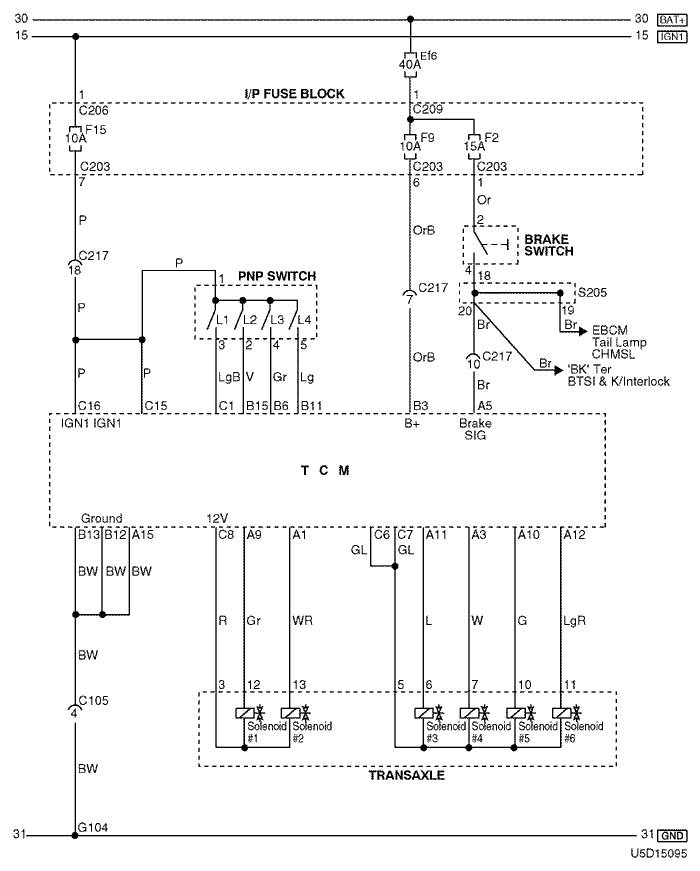 30 30 BAT+
15 15 IGN1
Ef6
40A
I/P FUSE BLOCK
1 1
C206 C209
F15 F9 F2
10A 10A 15A
C203 C203 C203
7 6 1
Or
P OrB 2
BRAKE
SWITCH
C217 P 4 18
18 PNP SWITCH
1 C217 S205
7 20 19
P L1 L2 L3 L4 Br Br EBCM
Tail Lamp
CHMSL
3 2 4 5 OrB C217
10 Br 'BK' Ter
BTSI & K/Interlock
P P LgB V Gr Lg Br
C16 C15 C1 B15 B6 B11 B3 A5
IGN1 IGN1 B+ Brake
SIG
T C M
Ground 12V
B13 B12 A15 C8 A9 A1 C6 C7 A11 A3 A10 A12
GL GL
BW BW BW
R Gr WR L W G LgR
BW
3 12 13 5 6 7 10 11
C105
4
Solenoid Solenoid Solenoid Solenoid Solenoid Solenoid
#1 #2 #3 #4 #5 #6
BW TRANSAXLE
G104
31 31 GND
U5D15095